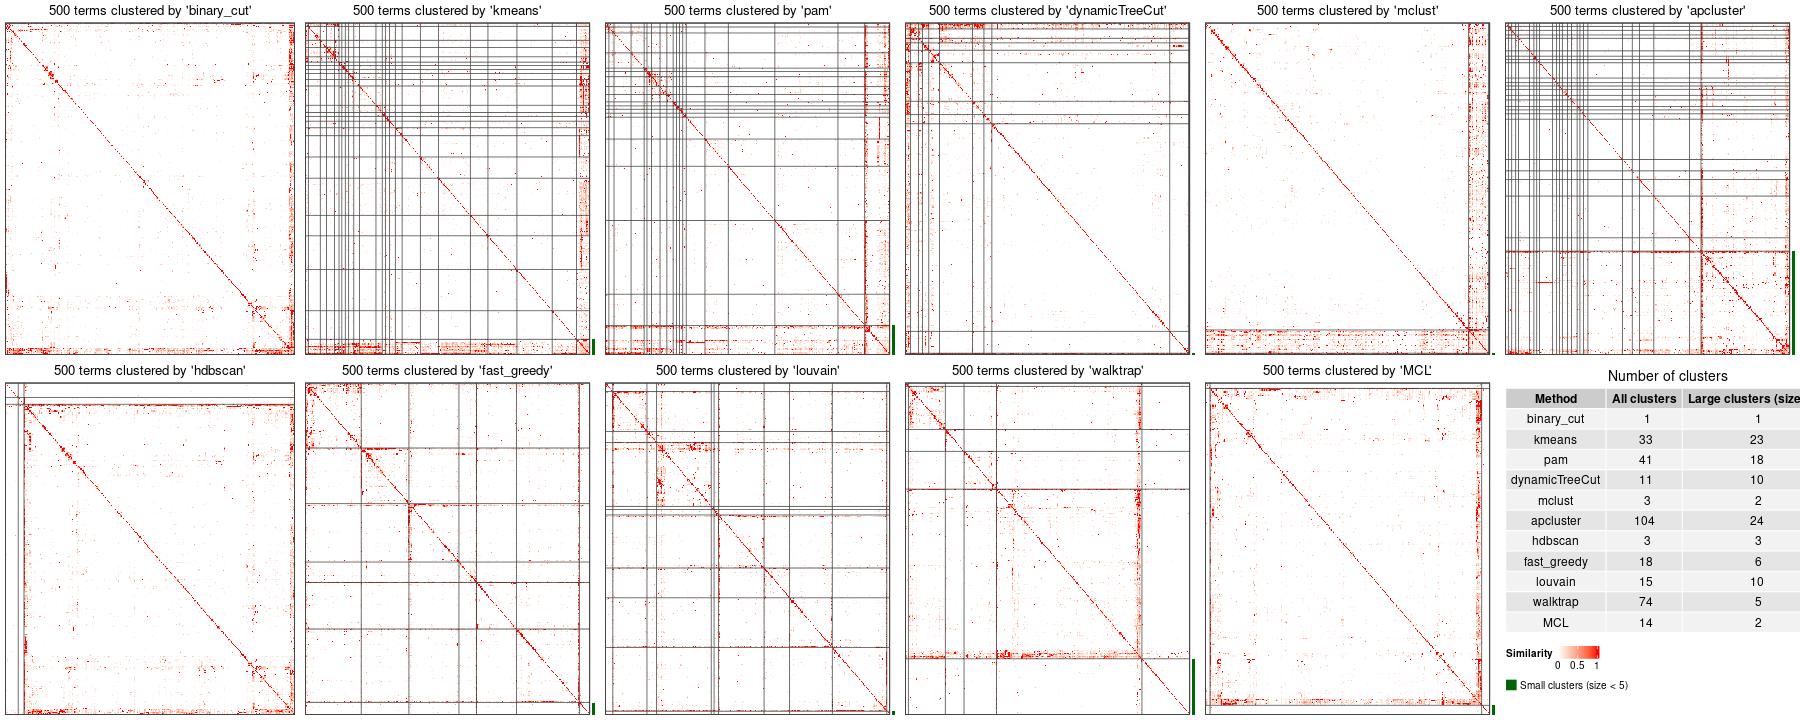 500 terms clustered by 'binary_cut'
500 terms clustered by 'kmeans'
500 terms clustered by 'pam'
500 terms clustered by 'dynamicTreeCut'
500 terms clustered by 'mclust'
500 terms clustered by 'apcluster'
500 terms clustered by 'hdbscan'
500 terms clustered by 'fast_greedy'
500 terms clustered by 'louvain'
500 terms clustered by 'walktrap'
500 terms clustered by 'MCL'
Number of clusters
Method All clusters Large clusters (size
binary_cut 1 1
kmeans 33 23
pam 41 18
dynamicTreeCut 11 10
mclust 3 2
apcluster 104 24
hdbscan 3 3
fast_greedy 18 6
louvain 15 10
walktrap 74 5
MCL 14 2
Similarity
0 0.5 1
Small clusters (size < 5)